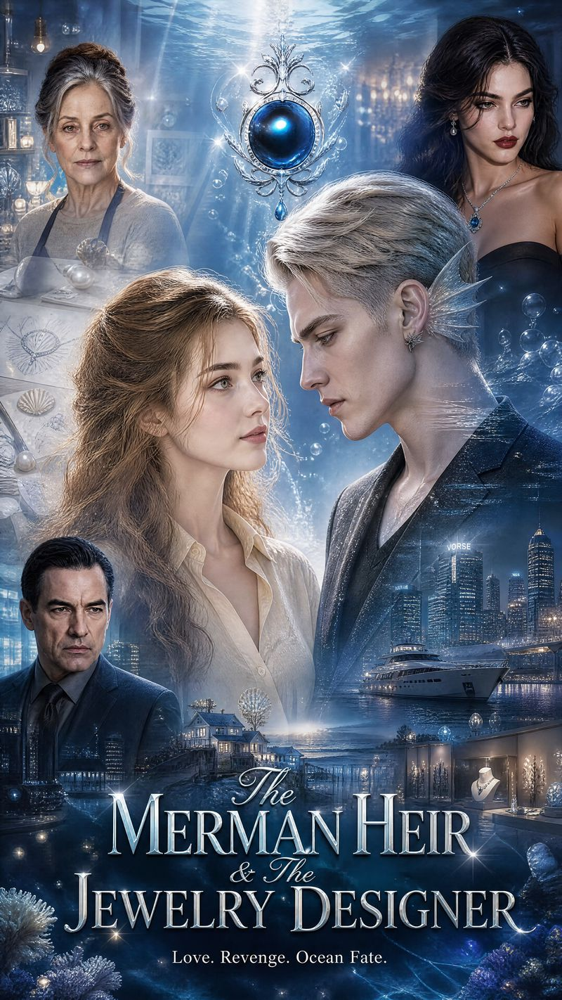 VORSE
The
MERMAN HEIR
& The
JEWELRY DESIGNER
Love. Revenge. Ocean Fate.